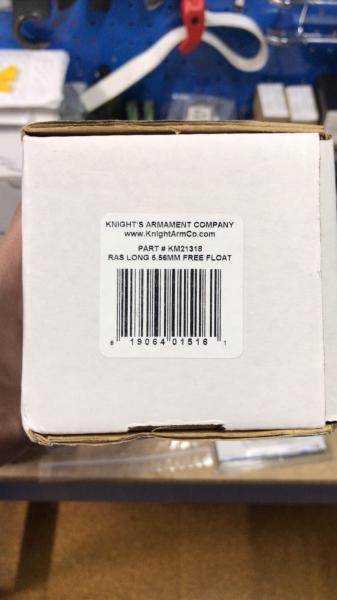 KNIGHT'S ARMAMENT COMPANY
www.KnightArmCo.com
PART # KM21318
RAS LONG 5.56MM FREE FLOAT
8 19064 01516 1